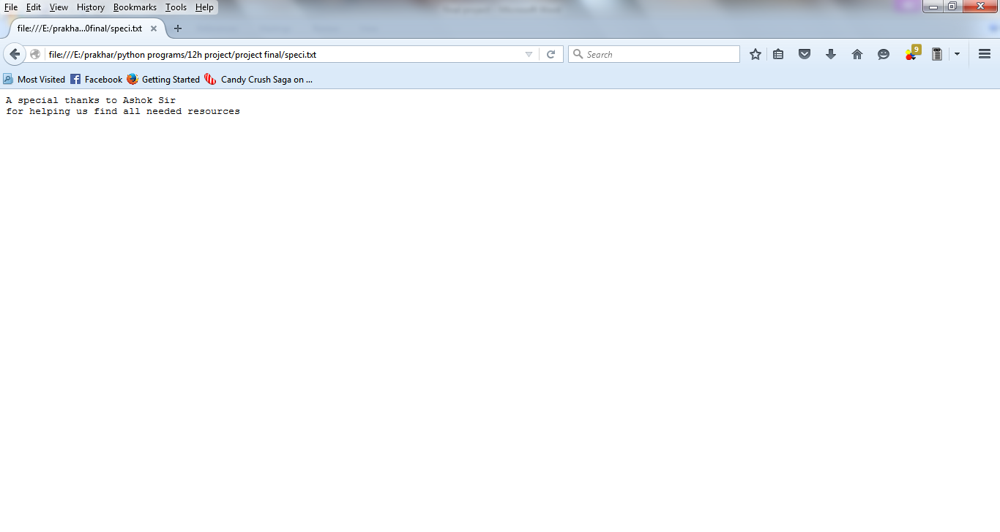 File Edit View History Bookmarks Tools Help
file:///E:/prakha...0final/speci.txt
file:///E:/prakhar/python programs/12h project/project final/speci.txt
Search
9
Most Visited Facebook Getting Started Candy Crush Saga on ...
A special thanks to Ashok Sir
for helping us find all needed resources